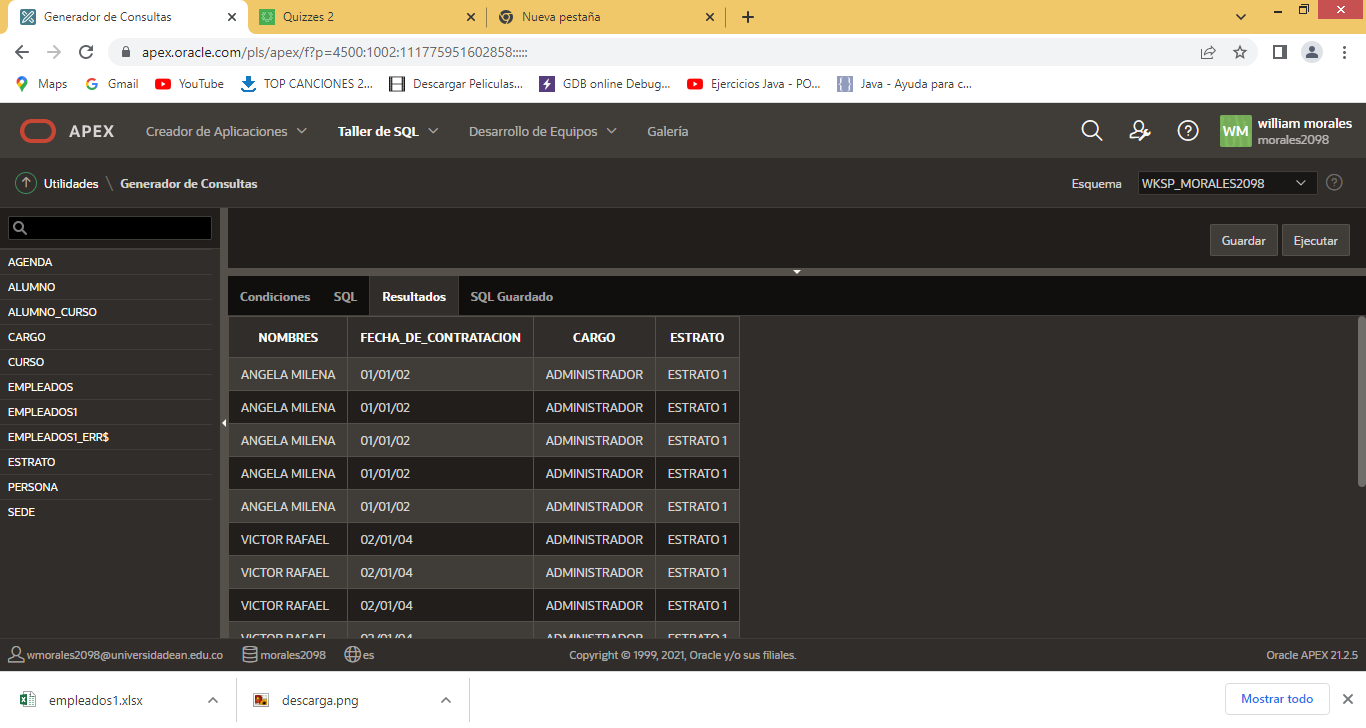 Generador de Consultas
Quizzes 2
Nueva pestaña
apex.oracle.com/pls/apex/f?p=4500:1002:111775951602858:::::
Maps
Gmail
YouTube
TOP CANCIONES 2...
Descargar Peliculas...
GDB online Debug...
Ejercicios Java - PO...
Java - Ayuda para c...
APEX
Creador de Aplicaciones
Taller de SQL
Desarrollo de Equipos
Galería
WM
william morales
morales2098
Utilidades \ Generador de Consultas
Esquema
WKSP_MORALES2098
Guardar
Ejecutar
AGENDA
ALUMNO
ALUMNO_CURSO
CARGO
CURSO
EMPLEADOS
EMPLEADOS1
EMPLEADOS1_ERR$
ESTRATO
PERSONA
SEDE
Condiciones
SQL
Resultados
SQL Guardado
NOMBRES FECHA_DE_CONTRATACION CARGO ESTRATO
ANGELA MILENA 01/01/02 ADMINISTRADOR ESTRATO 1
ANGELA MILENA 01/01/02 ADMINISTRADOR ESTRATO 1
ANGELA MILENA 01/01/02 ADMINISTRADOR ESTRATO 1
ANGELA MILENA 01/01/02 ADMINISTRADOR ESTRATO 1
ANGELA MILENA 01/01/02 ADMINISTRADOR ESTRATO 1
VICTOR RAFAEL 02/01/04 ADMINISTRADOR ESTRATO 1
VICTOR RAFAEL 02/01/04 ADMINISTRADOR ESTRATO 1
VICTOR RAFAEL 02/01/04 ADMINISTRADOR ESTRATO 1
VICTOR RAFAEL 02/01/04 ADMINISTRADOR ESTRATO 1
wmorales2098@universidadean.edu.co
morales2098
es
Copyright © 1999, 2021, Oracle y/o sus filiales.
Oracle APEX 21.2.5
empleados1.xlsx
descarga.png
Mostrar todo